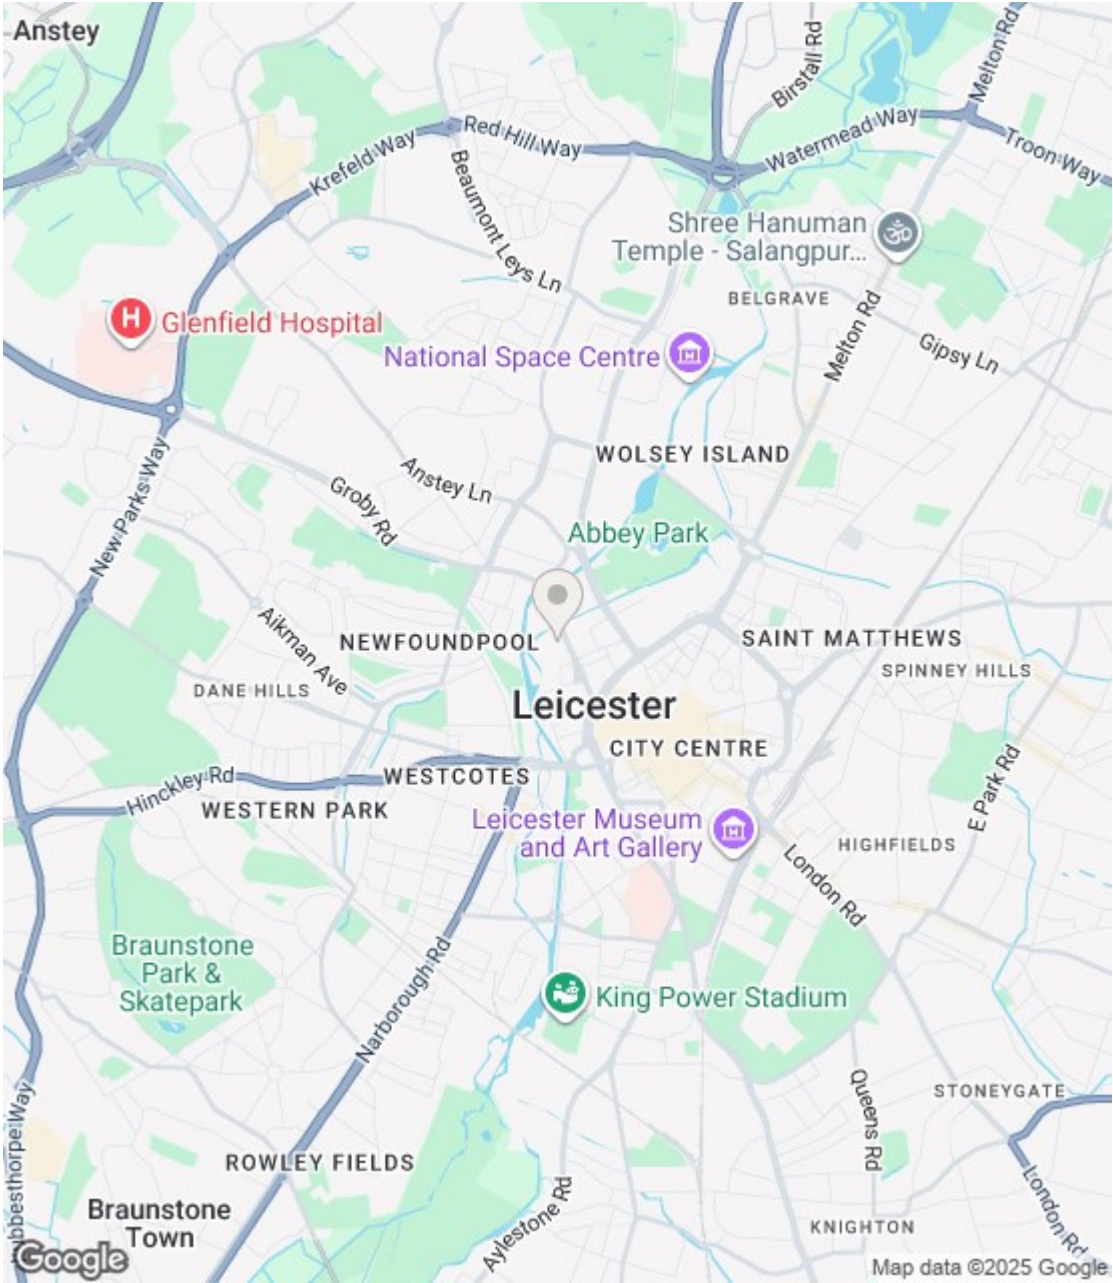 Anstey
Melton Rd
Birstall Rd
Red Hill Way
Watermead Way
Troon Way
Krefeld Way
Beaumont Leys Ln
Shree Hanuman
Temple - Salangpur...
BELGRAVE
H
Glenfield Hospital
Melton Rd
Gipsy Ln
National Space Centre
WOLSEY ISLAND
Anstey Ln
Groby Rd
New Parks Way
Abbey Park
Aikman Ave
NEWFOUNDPOOL
SAINT MATTHEWS
SPINNEY HILLS
DANE HILLS
Leicester
CITY CENTRE
Hinckley Rd
WESTCOTES
WESTERN PARK
E Park Rd
Leicester Museum
and Art Gallery
HIGHFIELDS
London Rd
Braunstone
Park &
Skatepark
Narborough Rd
King Power Stadium
Queens Rd
STONEYGATE
ROWLEY FIELDS
Braunstone
Town
Aylestone Rd
KNIGHTON
London Rd
Google
Map data ©2025 Google